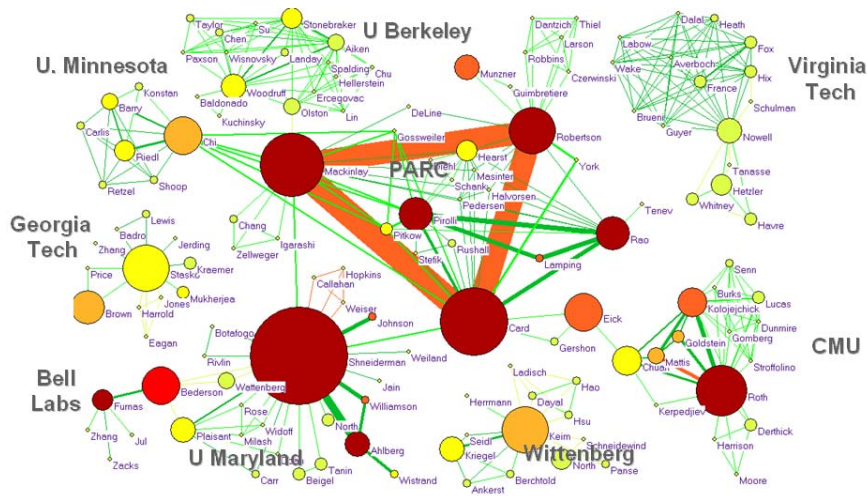 Taylor
Su
Stonebraker
U Berkeley
Dantzich
Thiel
Dalal
Heath
Chen
Aiken
Larson
Labow
Fox
Paxson
Wisnovsky
Landay
Robbins
Wake
Averboch
U. Minnesota
Spalding
Chu
Munzner
Czerwinski
Hix
Virginia
Tech
Konstan
Woodruff
Hellerstein
Guimbretiere
France
Barry
Baldonado
Ercegovac
Schulman
Kuchinsky
Olston
Lin
DeLine
Bruen
Guyer
Carlis
Chi
Gossweiler
Robertson
Nowell
Riedl
Hearst
York
Mackinlay
PARC
Masinter
Tanasse
Retzel
Shoop
Schank
Halvorsen
Hetzler
Pedersen
Whitney
Georgia
Tech
Lewis
Chang
Pirolli
Tenev
Havre
Badro
Pitkow
Rushall
Rao
Zhang
Jerding
Igarashi
Stefik
Lamping
Price
Stasko
Zellweger
Senn
Kraemer
Hopkins
Burks
Lucas
Jones
Mukherjea
Callahan
Kolojejchick
Brown
Harrold
Weiser
Eick
Dunmire
Eagan
Johnson
Card
Goldstein
Gomberg
CMU
Botafogo
Shneiderman
Weiland
Gershon
Chuah
Mattis
Stroffolino
Rivlin
Bell
Labs
Bederson
Wattenberg
Jain
Ladisch
Hao
Roth
Furnas
Williamson
Herrmann
Dayal
Kerpedjiev
Rose
Hsu
Zhang
Jul
Plaisant
Widoff
North
Keim
Schneidewind
Derthick
Milash
Ahlberg
Seidl
Harrison
U Maryland
Kriegel
Wittenberg
Zacks
Tanin
North
Panse
Carr
Beigel
Wistrand
Ankerst
Berchtold
Moore